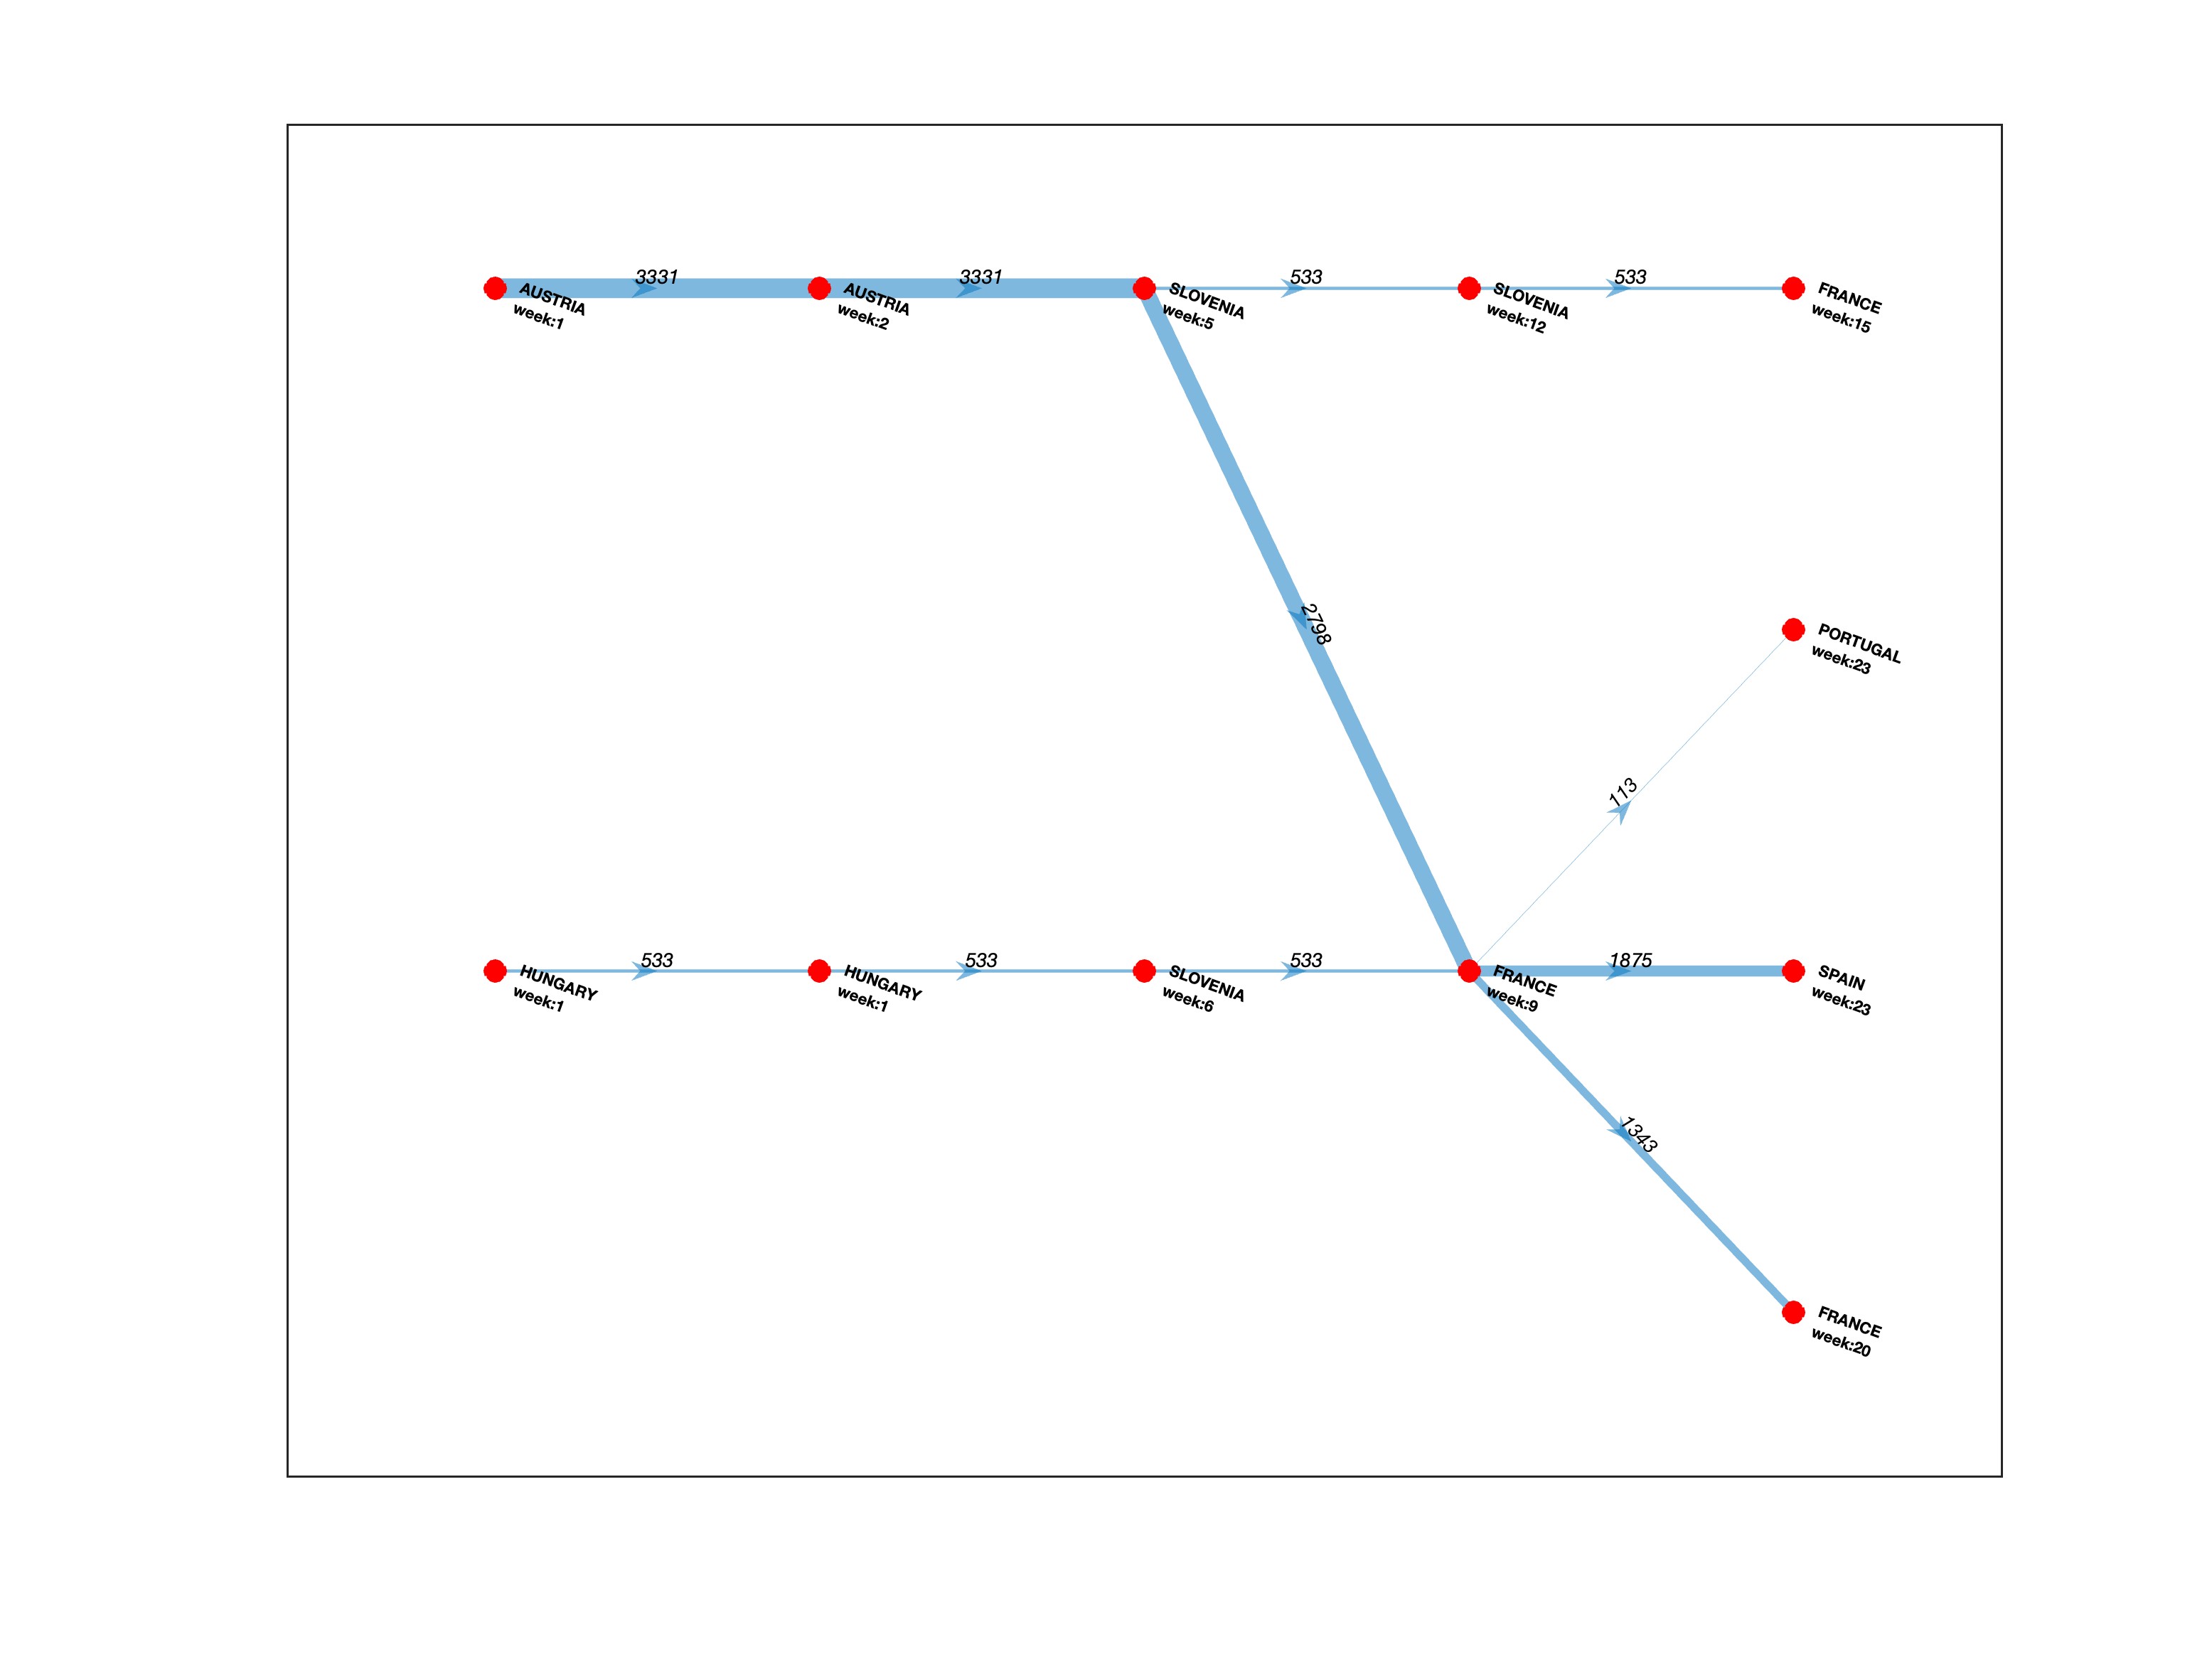 3331
3331
533
533
AUSTRIA
week:1
AUSTRIA
week:2
SLOVENIA
week:5
SLOVENIA
week:12
FRANCE
week:15
2798
PORTUGAL
week:23
113
533
533
533
1875
HUNGARY
week:1
HUNGARY
week:1
SLOVENIA
week:6
FRANCE
week:9
SPAIN
week:23
1343
FRANCE
week:20